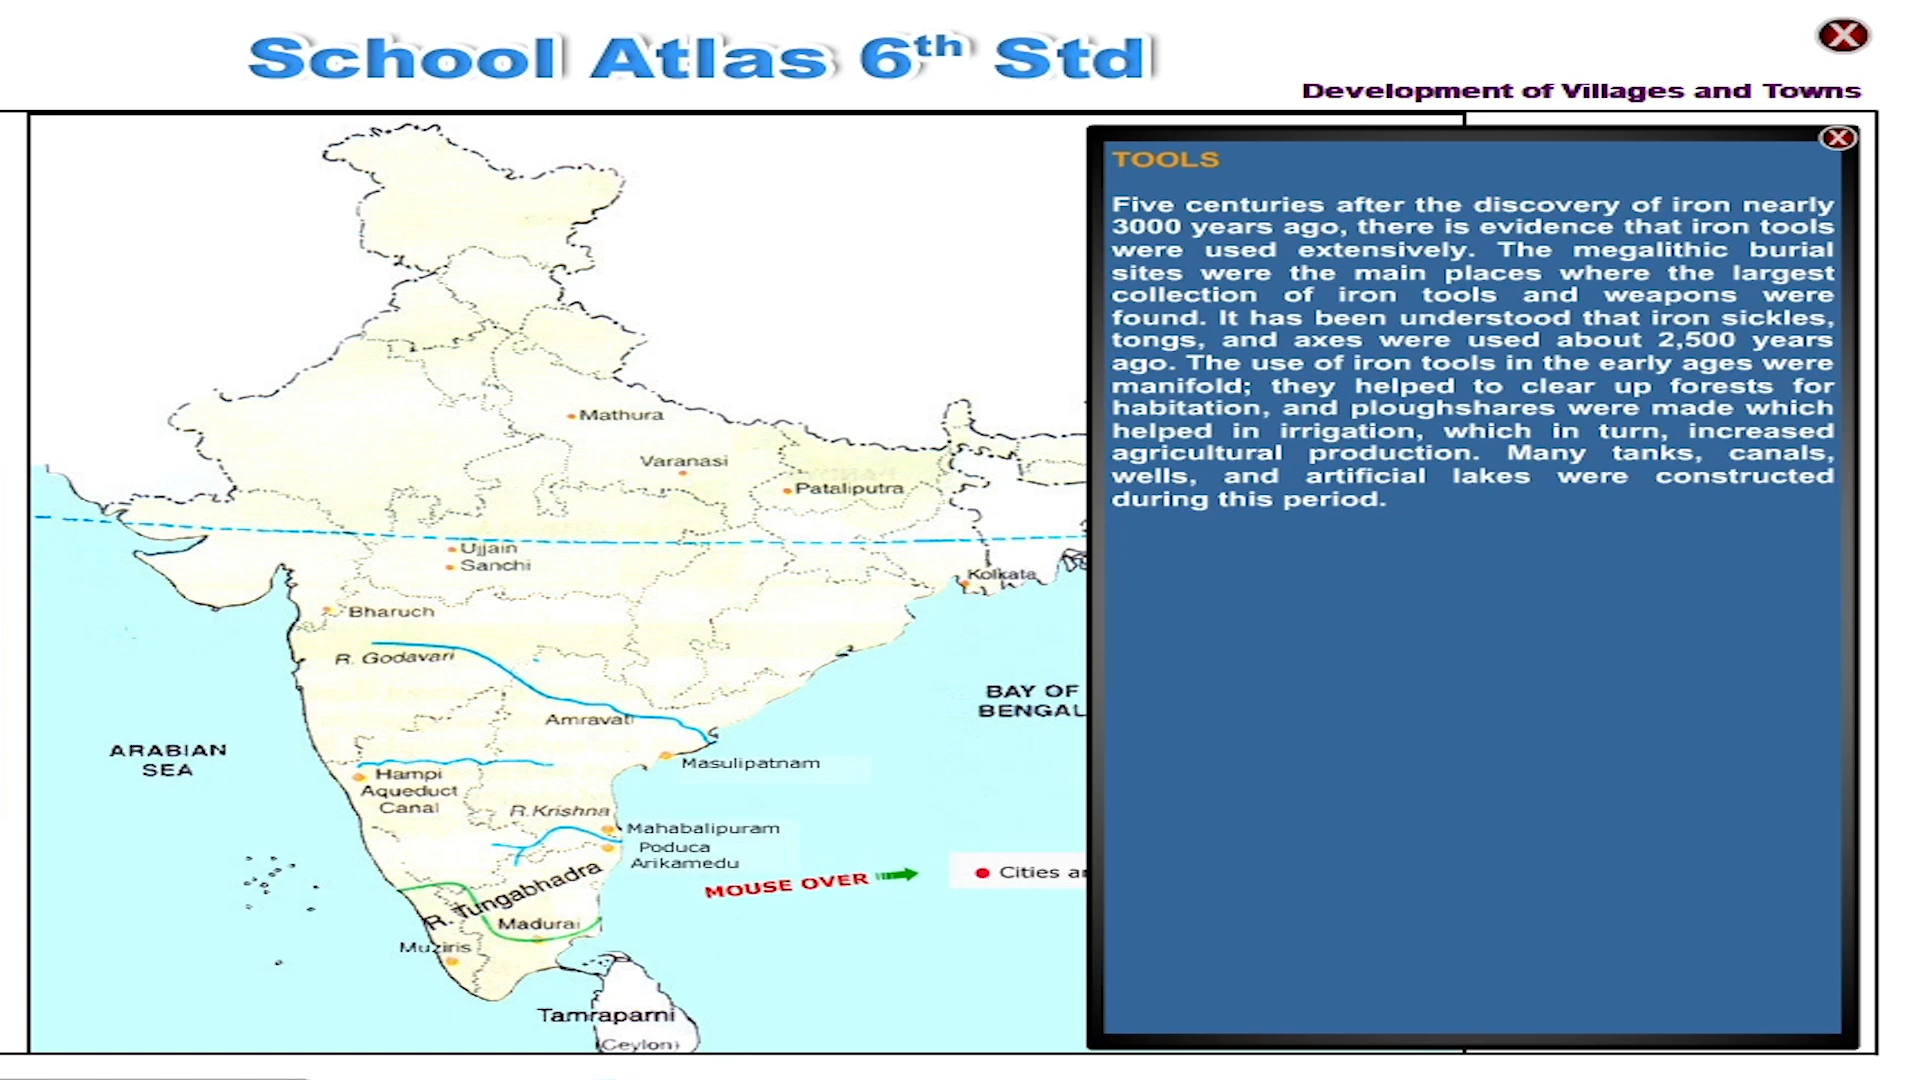 School Atlas 6th Std
Development of Villages and Towns
TOOLS
Five centuries after the discovery of iron nearly
3000 years ago, there is evidence that iron tools
were used extensively. The megalithic burial
sites were the main places where the largest
collection of iron tools and weapons were
found. It has been understood that iron sickles,
tongs, and axes were used about 2,500 years
ago. The use of iron tools in the early ages were
manifold; they helped to clear up forests for
habitation, and ploughshares were made which
helped in irrigation, which in turn, increased
agricultural production. Many tanks, canals,
wells, and artificial lakes were constructed
during this period.
Mathura
Varanasi
Pataliputra
Ujjain
Sanchi
Kolkata
Bharuch
R. Godavari
BAY OF
BENGAL
Amravati
ARABIAN
SEA
Masulipatnam
Hampi
Aqueduct
Canal
R.Krishna
Mahabalipuram
Poduca
Arikamedu
R. Tungabhadra
MOUSE OVER
Cities a
Madurai
Muziris
Tamraparni
(Ceylon)